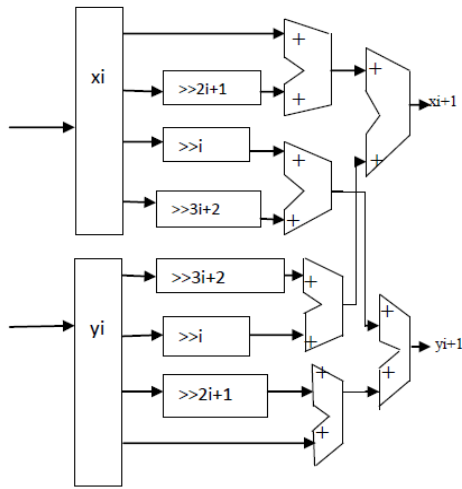 +
xi
+
>>2i+1
+
+
xi+1
>>i
+
+
>>3i+2
+
>>3i+2
+
yi
>>i
+
+
yi+1
>>2i+1
+
+
+